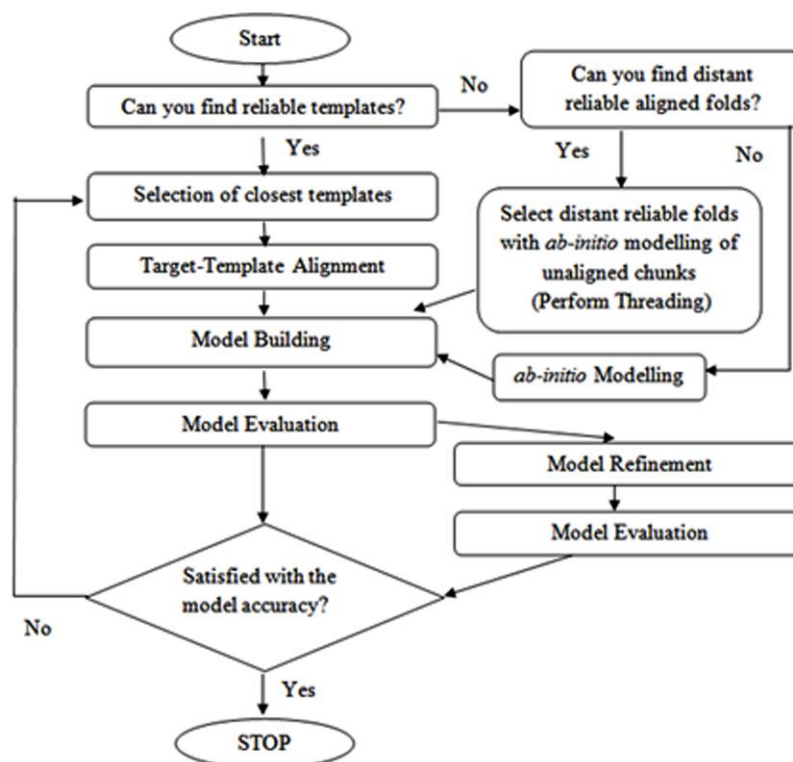 Start
Can you find reliable templates?
No
Can you find distant
reliable aligned folds?
Yes
Yes
No
Selection of closest templates
Select distant reliable folds
with ab-initio modelling of
unaligned chunks
(Perform Threading)
Target-Template Alignment
Model Building
ab-initio Modelling
Model Evaluation
Model Refinement
Model Evaluation
Satisfied with the
model accuracy?
No
Yes
STOP